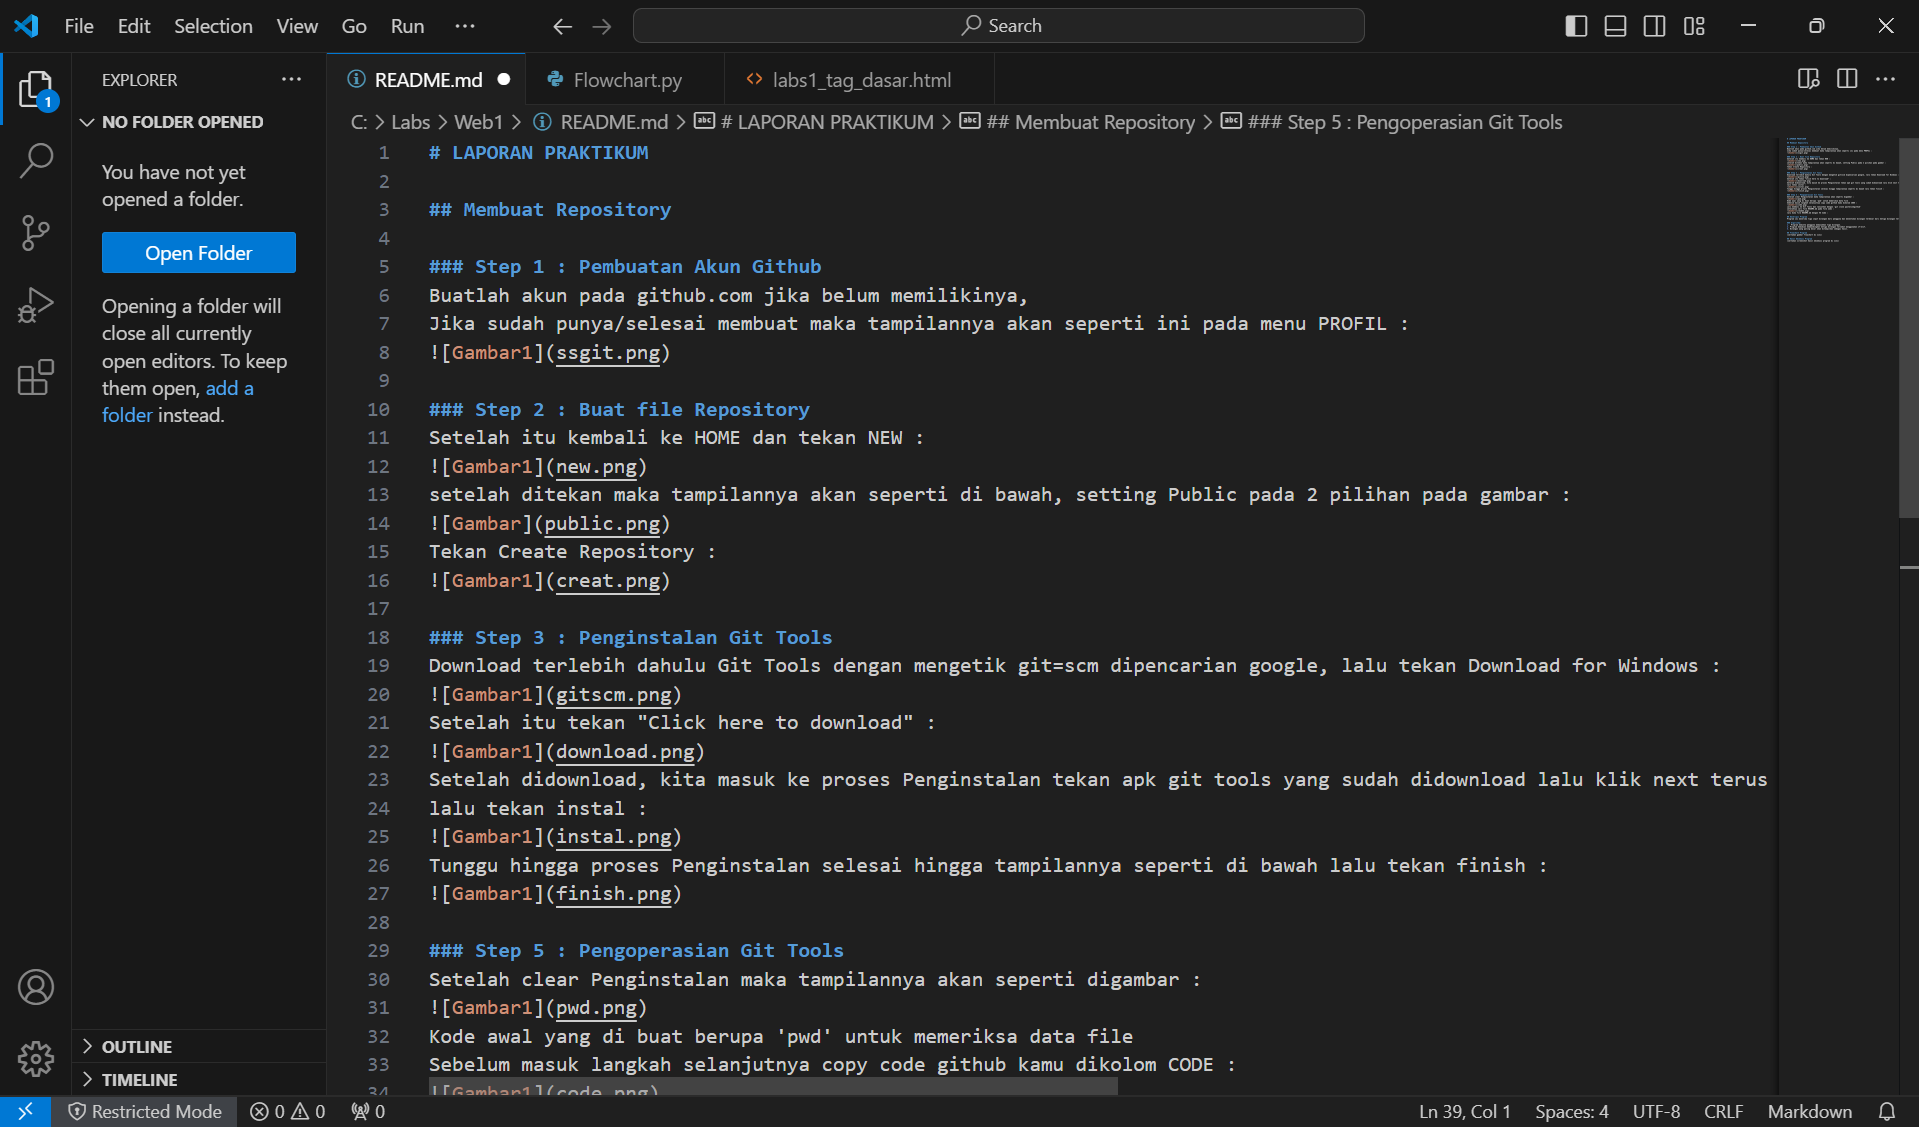 File Edit Selection View Go Run ··· Search
EXPLORER ···
README.md Flowchart.py labs1_tag_dasar.html
C: > Labs > Web1 > README.md > # LAPORAN PRAKTIKUM > ## Membuat Repository > ### Step 5 : Pengoperasian Git Tools
1
NO FOLDER OPENED
You have not yet
opened a folder.
Open Folder
Opening a folder will
close all currently
open editors. To keep
them open, add a
folder instead.
OUTLINE
TIMELINE
1 # LAPORAN PRAKTIKUM
2
3 ## Membuat Repository
4
5 ### Step 1 : Pembuatan Akun Github
6 Buatlah akun pada github.com jika belum memilikinya,
7 Jika sudah punya/selesai membuat maka tampilannya akan seperti ini pada menu PROFIL :
8 ![Gambar1](ssgit.png)
9
10 ### Step 2 : Buat file Repository
11 Setelah itu kembali ke HOME dan tekan NEW :
12 ![Gambar1](new.png)
13 setelah ditekan maka tampilannya akan seperti di bawah, setting Public pada 2 pilihan pada gambar :
14 ![Gambar](public.png)
15 Tekan Create Repository :
16 ![Gambar1](creat.png)
17
18 ### Step 3 : Penginstalan Git Tools
19 Download terlebih dahulu Git Tools dengan mengetik git=scm dipencarian google, lalu tekan Download for Windows :
20 ![Gambar1](gitscm.png)
21 Setelah itu tekan "Click here to download" :
22 ![Gambar1](download.png)
23 Setelah didownload, kita masuk ke proses Penginstalan tekan apk git tools yang sudah didownload lalu klik next terus
24 lalu tekan instal :
25 ![Gambar1](instal.png)
26 Tunggu hingga proses Penginstalan selesai hingga tampilannya seperti di bawah lalu tekan finish :
27 ![Gambar1](finish.png)
28
29 ### Step 5 : Pengoperasian Git Tools
30 Setelah clear Penginstalan maka tampilannya akan seperti digambar :
31 ![Gambar1](pwd.png)
32 Kode awal yang di buat berupa 'pwd' untuk memeriksa data file
33 Sebelum masuk langkah selanjutnya copy code github kamu dikolom CODE :
34 ![Gambar1](code.png)
Restricted Mode 0 0 0 Ln 39, Col 1 Spaces: 4 UTF-8 CRLF Markdown